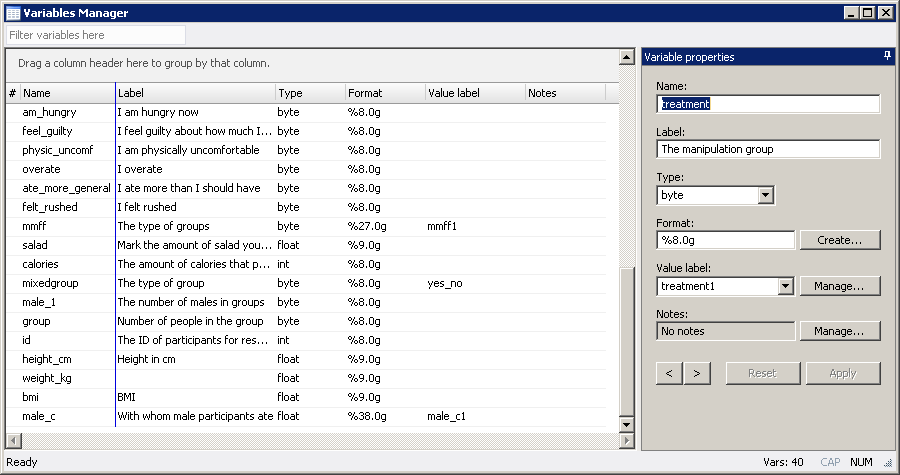 Variables Manager
Filter variables here
Drag a column header here to group by that column.
# Name Label Type Format Value label Notes
am_hungry I am hungry now byte %8.0g
feel_guilty I feel guilty about how much I... byte %8.0g
physic_uncomf I am physically uncomfortable byte %8.0g
overate I overate byte %8.0g
ate_more_general I ate more than I should have byte %8.0g
felt_rushed I felt rushed byte %8.0g
mmff The type of groups byte %27.0g mmff1
salad Mark the amount of salad you... float %9.0g
calories The amount of calories that p... int %8.0g
mixedgroup The type of group byte %8.0g yes_no
male_1 The number of males in groups byte %8.0g
group Number of people in the group byte %8.0g
id The ID of participants for res... int %8.0g
height_cm Height in cm float %9.0g
weight_kg float %9.0g
bmi BMI float %9.0g
male_c With whom male participants ate float %38.0g male_c1
Variable properties
Name:
treatment
Label:
The manipulation group
Type:
byte
Format:
%8.0g Create...
Value label:
treatment1 Manage...
Notes:
No notes Manage...
< > Reset Apply
Ready Vars: 40 CAP NUM